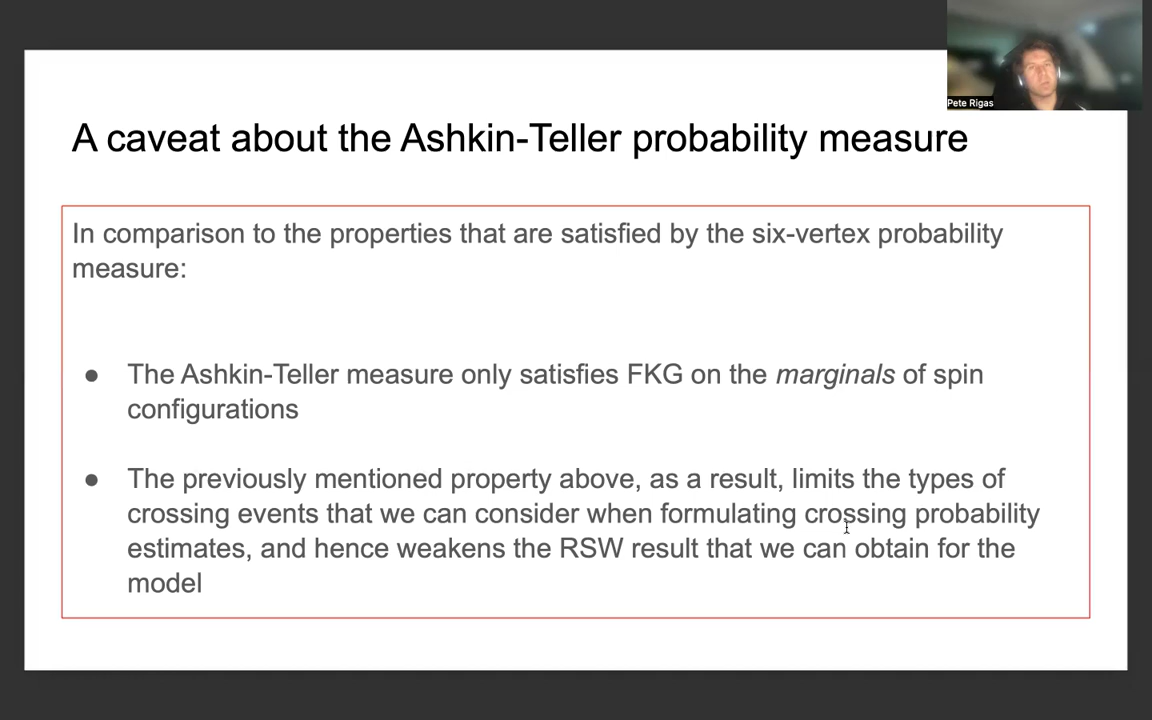 Pete Rigas
A caveat about the Ashkin-Teller probability measure
In comparison to the properties that are satisfied by the six-vertex probability
measure:
● The Ashkin-Teller measure only satisfies FKG on the marginals of spin
configurations
● The previously mentioned property above, as a result, limits the types of
crossing events that we can consider when formulating crossing probability
estimates, and hence weakens the RSW result that we can obtain for the
model